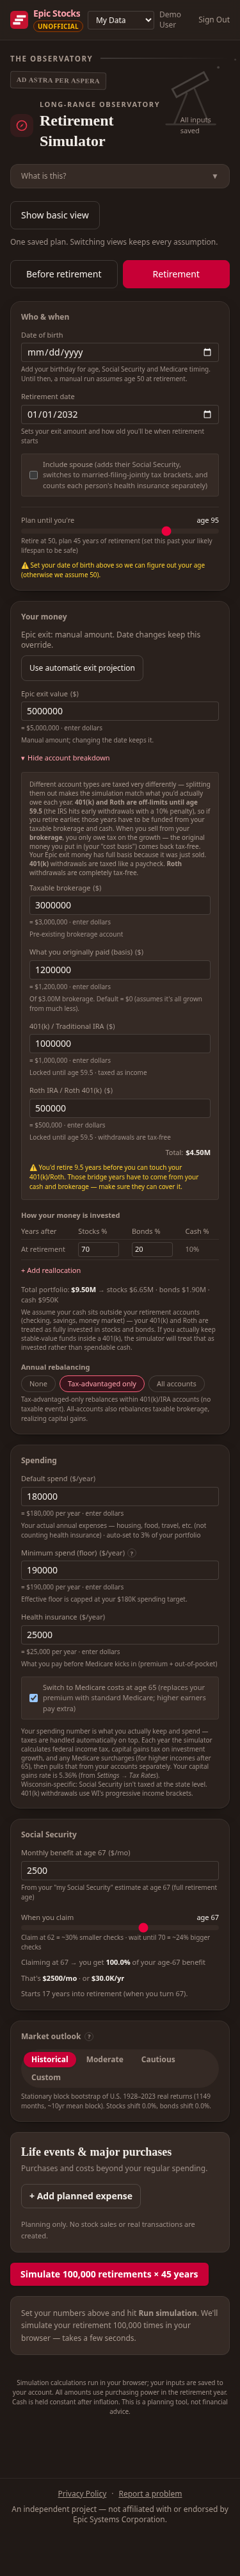 Epic Stocks
UNOFFICIAL
My Data
Demo User
Sign Out
THE OBSERVATORY
AD ASTRA PER ASPERA
LONG-RANGE OBSERVATORY
Retirement Simulator
All inputs saved
What is this?
▼
Show basic view
One saved plan. Switching views keeps every assumption.
Before retirement
Retirement
Who & when
Date of birth
mm/dd/yyyy
Add your birthday for age, Social Security and Medicare timing.
Until then, a manual run assumes age 50 at retirement.
Retirement date
01/01/2032
Sets your exit amount and how old you'll be when retirement
starts
Include spouse (adds their Social Security,
switches to married-filing-jointly tax brackets, and
counts each person's health insurance separately)
Plan until you're
age 95
Retire at 50, plan 45 years of retirement (set this past your likely
lifespan to be safe)
⚠️ Set your date of birth above so we can figure out your age
(otherwise we assume 50).
Your money
Epic exit: manual amount. Date changes keep this
override.
Use automatic exit projection
Epic exit value ($)
5000000
= $5,000,000 · enter dollars
Manual amount; changing the date keeps it.
▾ Hide account breakdown
Different account types are taxed very differently — splitting
them out makes the simulation match what you'd actually
owe each year. 401(k) and Roth are off-limits until age
59.5 (the IRS hits early withdrawals with a 10% penalty), so if
you retire earlier, those years have to be funded from your
taxable brokerage and cash. When you sell from your
brokerage, you only owe tax on the growth — the original
money you put in (your "cost basis") comes back tax-free.
Your Epic exit money has full basis because it was just sold.
401(k) withdrawals are taxed like a paycheck. Roth
withdrawals are completely tax-free.
Taxable brokerage ($)
3000000
= $3,000,000 · enter dollars
Pre-existing brokerage account
What you originally paid (basis) ($)
1200000
= $1,200,000 · enter dollars
Of $3.00M brokerage. Default = $0 (assumes it's all grown
from much less).
401(k) / Traditional IRA ($)
1000000
= $1,000,000 · enter dollars
Locked until age 59.5 · taxed as income
Roth IRA / Roth 401(k) ($)
500000
= $500,000 · enter dollars
Locked until age 59.5 · withdrawals are tax-free
Total: $4.50M
⚠️ You'd retire 9.5 years before you can touch your
401(k)/Roth. Those bridge years have to come from your
cash and brokerage — make sure they can cover it.
How your money is invested
Years after
Stocks %
Bonds %
Cash %
At retirement
70
20
10%
+ Add reallocation
Total portfolio: $9.50M → stocks $6.65M · bonds $1.90M ·
cash $950K
We assume your cash sits outside your retirement accounts
(checking, savings, money market) — your 401(k) and Roth
are treated as fully invested in stocks and bonds. If you actually keep
stable-value funds inside a 401(k), the simulator will treat that as
invested rather than spendable cash.
Annual rebalancing
None
Tax-advantaged only
All accounts
Tax-advantaged-only rebalances within 401(k)/IRA accounts (no
taxable event). All-accounts also rebalances taxable brokerage,
realizing capital gains.
Spending
Default spend ($/year)
180000
= $180,000 per year · enter dollars
Your actual annual expenses — housing, food, travel, etc. (not
counting health insurance) · auto-set to 3% of your portfolio
Minimum spend (floor) ($/year) ?
190000
= $190,000 per year · enter dollars
Effective floor is capped at your $180K spending target.
Health insurance ($/year)
25000
= $25,000 per year · enter dollars
What you pay before Medicare kicks in (premium + out-of-pocket)
Switch to Medicare costs at age 65 (replaces your
premium with standard Medicare; higher earners
pay extra)
Your spending number is what you actually keep and spend —
taxes are handled automatically on top. Each year the simulator
calculates federal income tax, capital gains tax on investment
growth, and any Medicare surcharges (for higher incomes after
65), then pulls that from your accounts separately. Your capital
gains rate is 5.36% (from Settings → Tax Rates).
Wisconsin-specific: Social Security isn't taxed at the state level.
401(k) withdrawals use WI's progressive income brackets.
Social Security
Monthly benefit at age 67 ($/mo)
2500
From your "my Social Security" estimate at age 67 (full retirement
age)
When you claim
age 67
Claim at 62 = ~30% smaller checks · wait until 70 = ~24% bigger
checks
Claiming at 67 → you get 100.0% of your age-67 benefit
That's $2500/mo · or $30.0K/yr
Starts 17 years into retirement (when you turn 67).
Market outlook ?
Historical
Moderate
Cautious
Custom
Stationary block bootstrap of U.S. 1928–2023 real returns (1149
months, ~10yr mean block). Stocks shift 0.0%, bonds shift 0.0%.
Life events & major purchases
Purchases and costs beyond your regular spending.
+ Add planned expense
Planning only. No stock sales or real transactions are
created.
Simulate 100,000 retirements × 45 years
Set your numbers above and hit Run simulation. We'll
simulate your retirement 100,000 times in your
browser — takes a few seconds.
Simulation calculations run in your browser; your inputs are saved to
your account. All amounts use purchasing power in the retirement year.
Cash is held constant after inflation. This is a planning tool, not financial
advice.
Privacy Policy · Report a problem
An independent project — not affiliated with or endorsed by
Epic Systems Corporation.